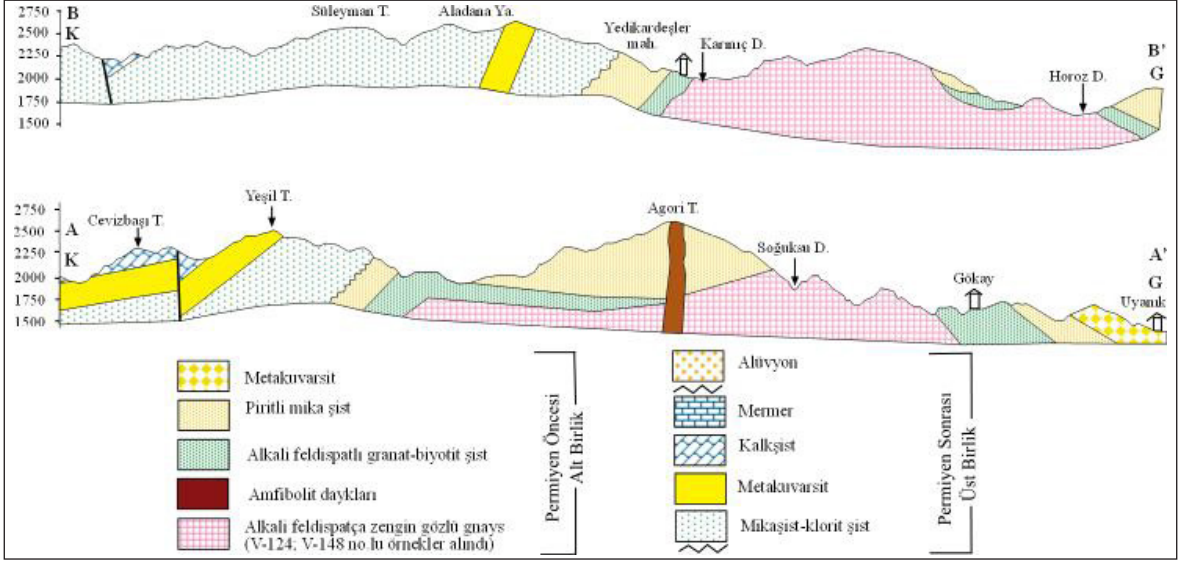 2750 B
2500 K
2250
2000
1750
1500
Süleyman T.
Aladana Ya.
Yedikardeşler
mah.
Karınıç D.
Horoz D.
B'
G
2750
2500 A
2250 K
2000
1750
1500
Cevizbaşı T.
Yeşil T.
Agori T.
Soğuksu D.
Gökay
A'
G
Uyanık
Metakuvarsit
Piritli mika şist
Alkali feldispatlı granat-biyotit şist
Amfibolit daykları
Alkali feldispatça zengin gözlü gnays
(V-124; V-148 no.lu örnekler alındı)
Permiyen Öncesi
Alt Birlik
Alüvyon
Mermer
Kalkşist
Metakuvarsit
Mikaşist-klorit şist
Permiyen Sonrası
Üst Birlik